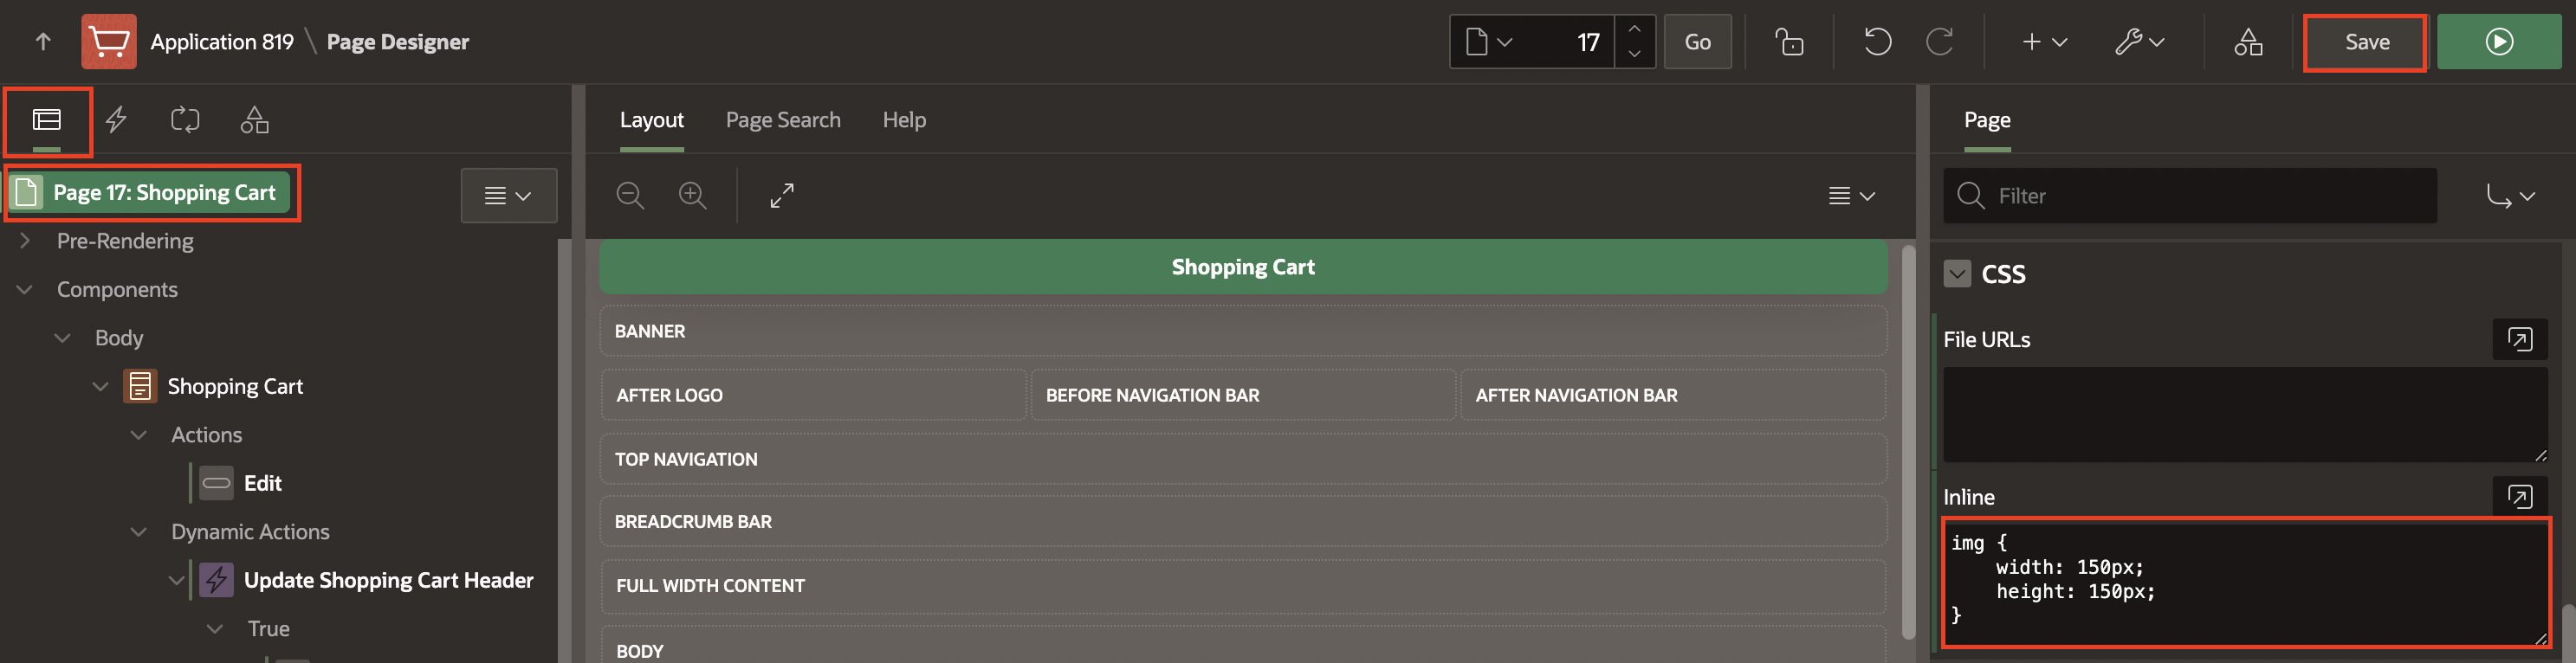 Application 819 \ Page Designer
17
Go
Save
Layout
Page Search
Help
Page
Page 17: Shopping Cart
Filter
Pre-Rendering
Components
Body
Shopping Cart
Actions
Edit
Dynamic Actions
Update Shopping Cart Header
True
Shopping Cart
BANNER
AFTER LOGO
BEFORE NAVIGATION BAR
AFTER NAVIGATION BAR
TOP NAVIGATION
BREADCRUMB BAR
FULL WIDTH CONTENT
BODY
CSS
File URLs
Inline
img {
    width: 150px;
    height: 150px;
}